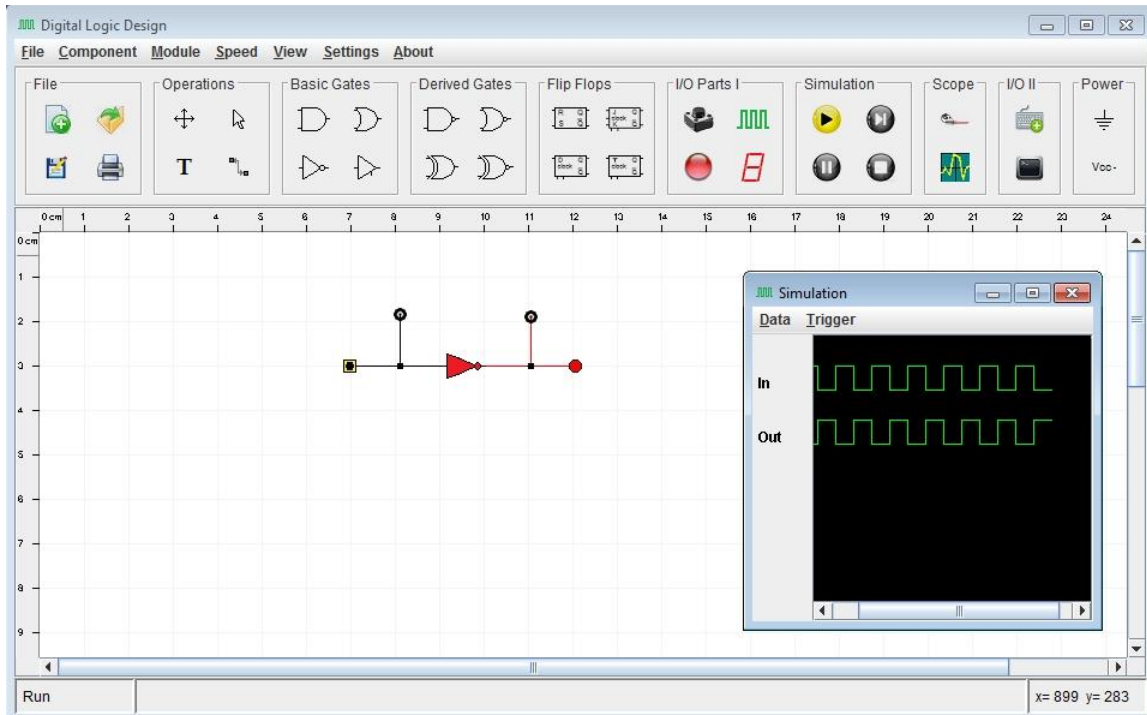 Digital Logic Design
File Component Module Speed View Settings About
File Operations Basic Gates Derived Gates Flip Flops I/O Parts I Simulation Scope I/O II Power
T
Vcc-
0 cm 1 2 3 4 5 6 7 8 9 10 11 12 13 14 15 16 17 18 19 20 21 22 23 24
0 cm
1
2
3
4
5
6
7
8
9
Simulation
Data Trigger
In
Out
Run x= 899 y= 283